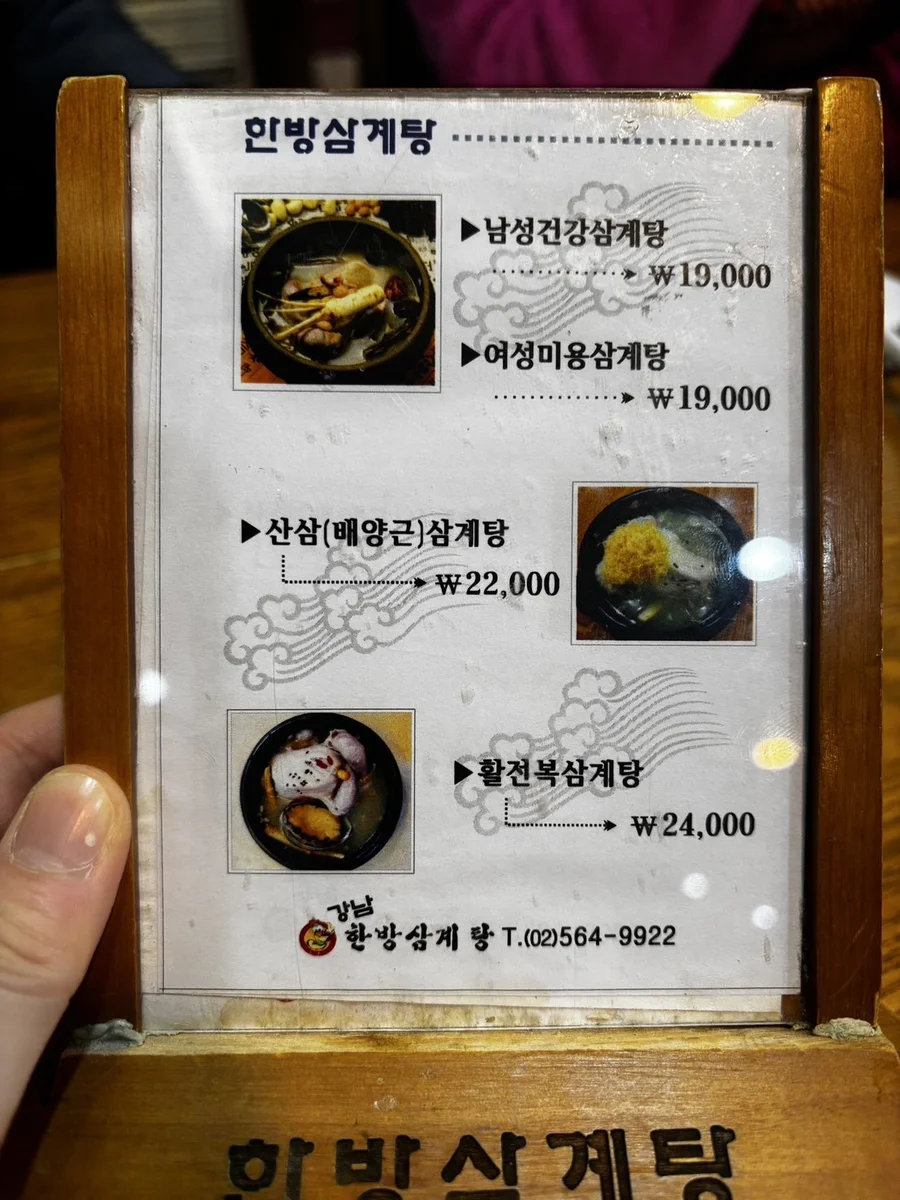 한방삼계탕
▶남성건강삼계탕
₩19,000
▶여성미용삼계탕
₩19,000
▶산삼(배양근)삼계탕
₩22,000
▶활전복삼계탕
₩24,000
강남
한방삼계탕 T.(02)564-9922
한방삼계탕